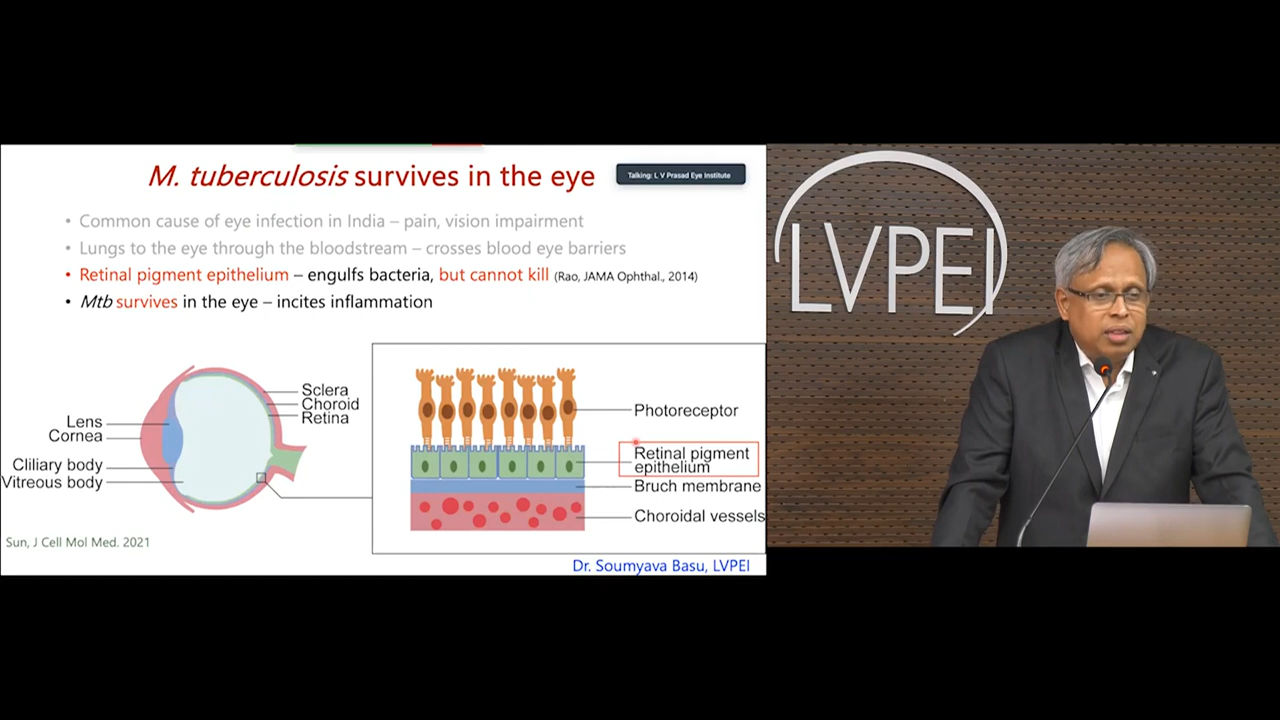 M. tuberculosis survives in the eye
Talking: L V Prasad Eye Institute
• Common cause of eye infection in India – pain, vision impairment
• Lungs to the eye through the bloodstream – crosses blood eye barriers
• Retinal pigment epithelium – engulfs bacteria, but cannot kill (Rao, JAMA Ophthal., 2014)
• Mtb survives in the eye – incites inflammation
Lens
Cornea
Cliliary body
Vitreous body
Sclera
Choroid
Retina
Photoreceptor
Retinal pigment
epithelium
Bruch membrane
Choroidal vessels
Sun, J Cell Mol Med. 2021
Dr. Soumyava Basu, LVPEI
LVPEI